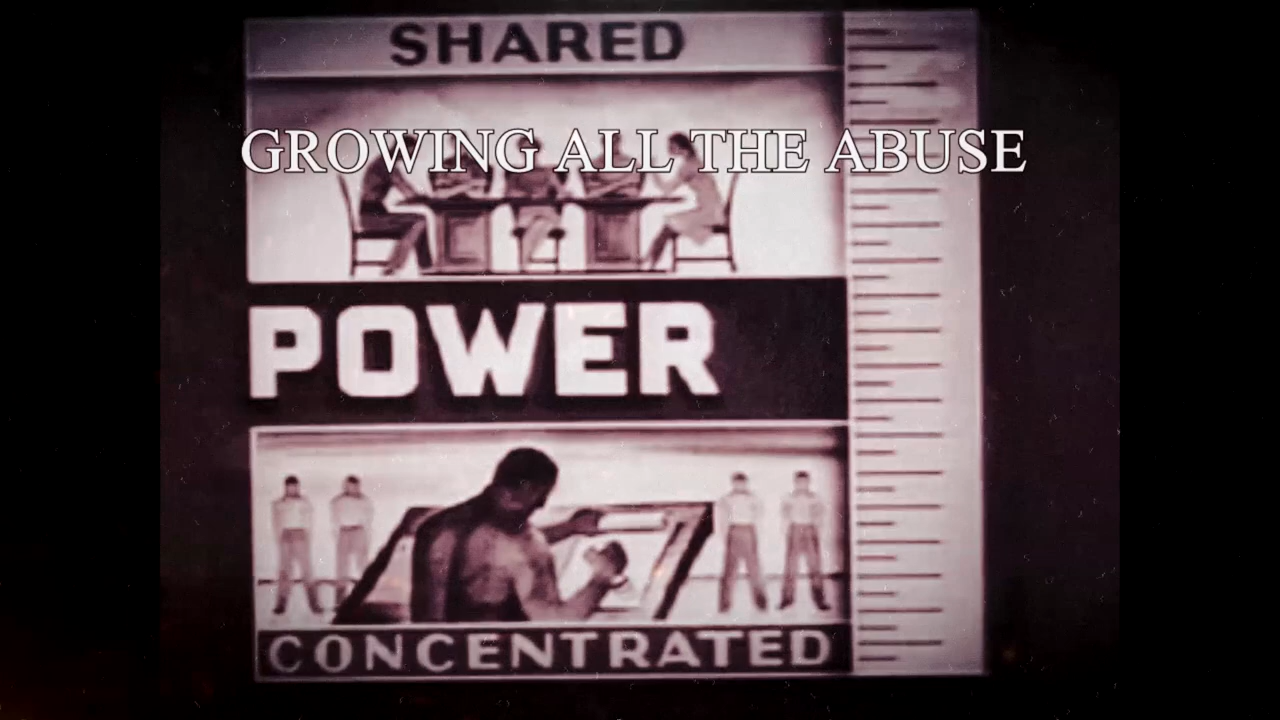 SHARED
GROWING ALL THE ABUSE
POWER
CONCENTRATED